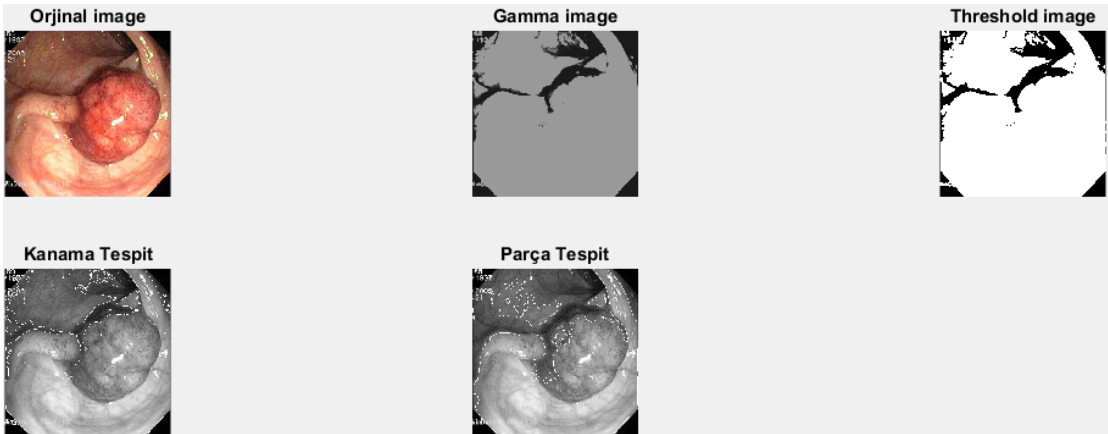 Orjinal image
Gamma image
Threshold image
Kanama Tespit
Parça Tespit